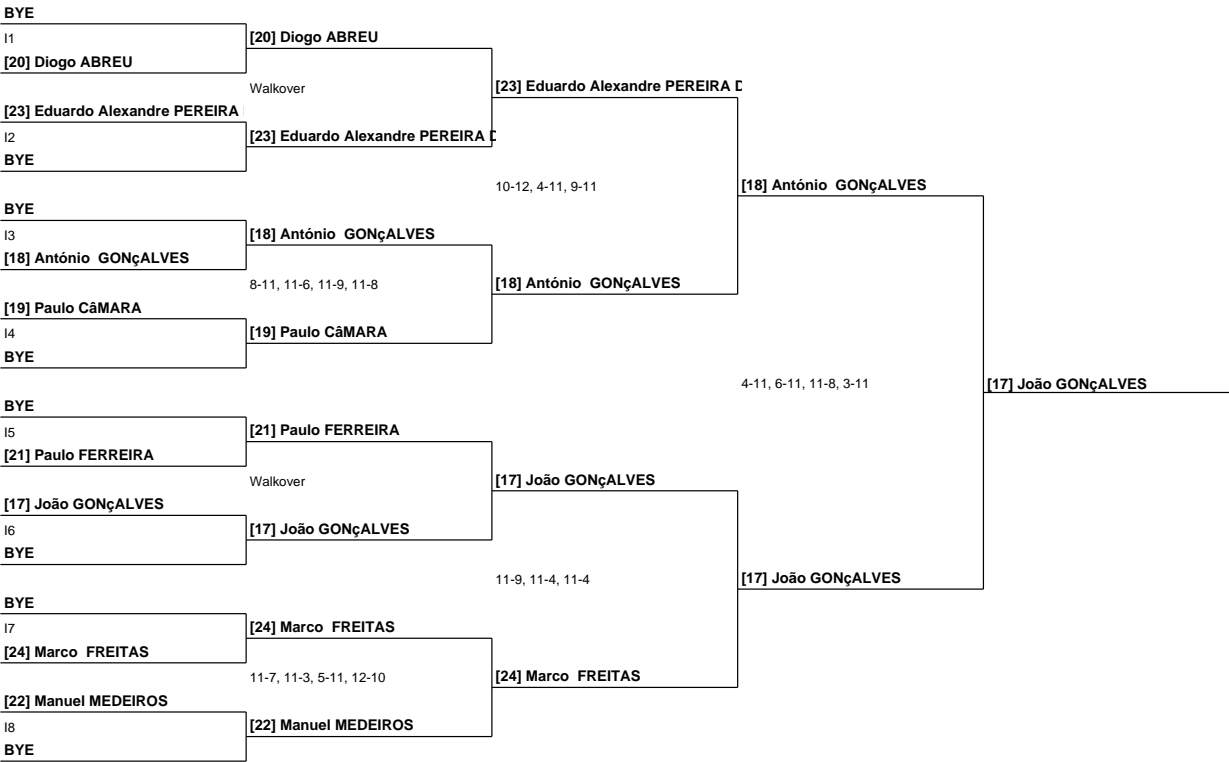 BYE
I1
[20] Diogo ABREU
[20] Diogo ABREU
Walkover
[23] Eduardo Alexandre PEREIRA D
[23] Eduardo Alexandre PEREIRA
I2
[23] Eduardo Alexandre PEREIRA D
BYE
10-12, 4-11, 9-11
[18] António GONçALVES
BYE
I3
[18] António GONçALVES
[18] António GONçALVES
8-11, 11-6, 11-9, 11-8
[18] António GONçALVES
[19] Paulo CâMARA
I4
[19] Paulo CâMARA
BYE
4-11, 6-11, 11-8, 3-11
[17] João GONçALVES
BYE
I5
[21] Paulo FERREIRA
[21] Paulo FERREIRA
Walkover
[17] João GONçALVES
[17] João GONçALVES
I6
[17] João GONçALVES
BYE
11-9, 11-4, 11-4
[17] João GONçALVES
BYE
I7
[24] Marco FREITAS
[24] Marco FREITAS
11-7, 11-3, 5-11, 12-10
[24] Marco FREITAS
[22] Manuel MEDEIROS
I8
[22] Manuel MEDEIROS
BYE